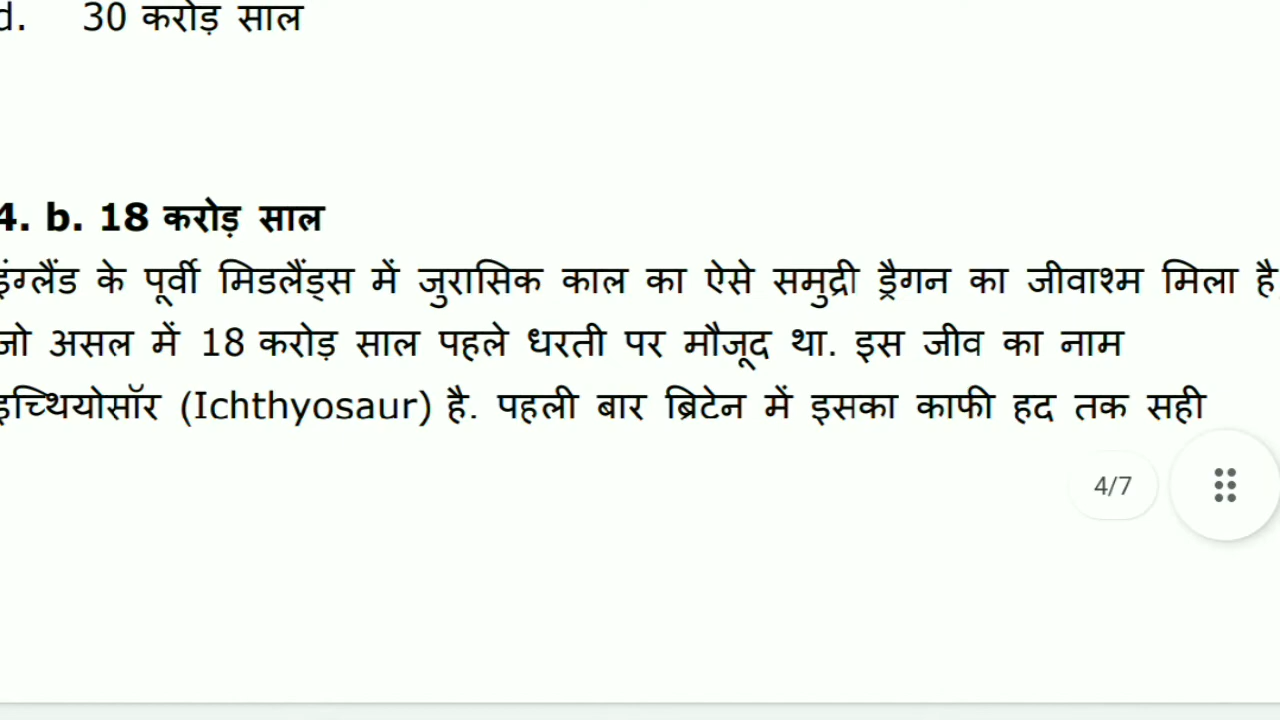 d. 30 करोड़ साल
4. b. 18 करोड़ साल
इंग्लैंड के पूर्वी मिडलैंड्स में जुरासिक काल का ऐसे समुद्री ड्रैगन का जीवाश्म मिला है
जो असल में 18 करोड़ साल पहले धरती पर मौजूद था. इस जीव का नाम
इच्थियोसॉर (Ichthyosaur) है. पहली बार ब्रिटेन में इसका काफी हद तक सही
4/7